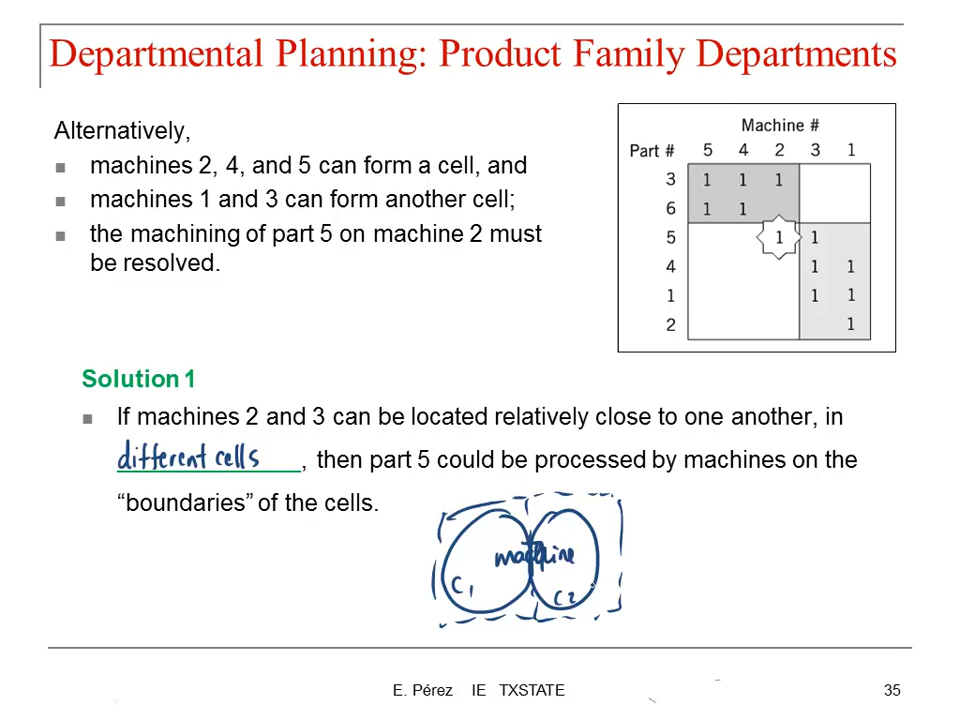 Departmental Planning: Product Family Departments
Alternatively,
machines 2, 4, and 5 can form a cell, and
machines 1 and 3 can form another cell;
the machining of part 5 on machine 2 must
be resolved.
Machine #
Part # 5 4 2 3 1
3 1 1 1
6 1 1
5 1 1
4 1 1
1 1 1
2 1
Solution 1
If machines 2 and 3 can be located relatively close to one another, in
different cells, then part 5 could be processed by machines on the
“boundaries” of the cells.
machine
C1 C2
E. Pérez IE TXSTATE 35